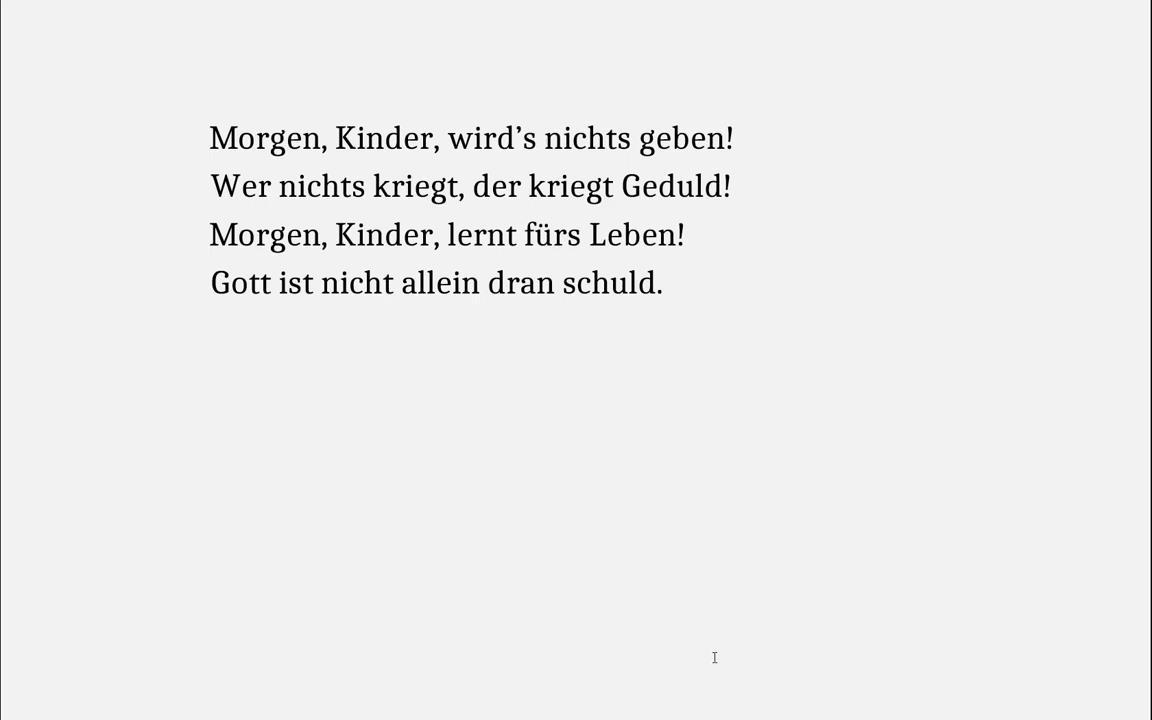 Morgen, Kinder, wird’s nichts geben!
Wer nichts kriegt, der kriegt Geduld!
Morgen, Kinder, lernt fürs Leben!
Gott ist nicht allein dran schuld.